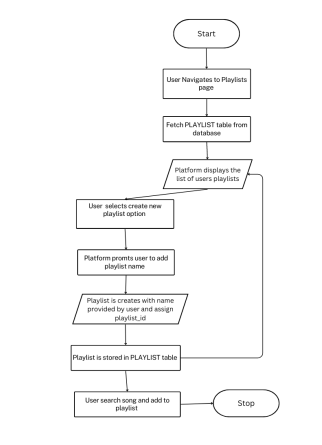 Start
User Navigates to Playlists
page
Fetch PLAYLIST table from
database
Platform displays the
list of users playlists
User selects create new
playlist option
Platform promts user to add
playlist name
Playlist is creates with name
provided by user and assign
playlist_id
Playlist is stored in PLAYLIST table
User search song and add to
playlist
Stop